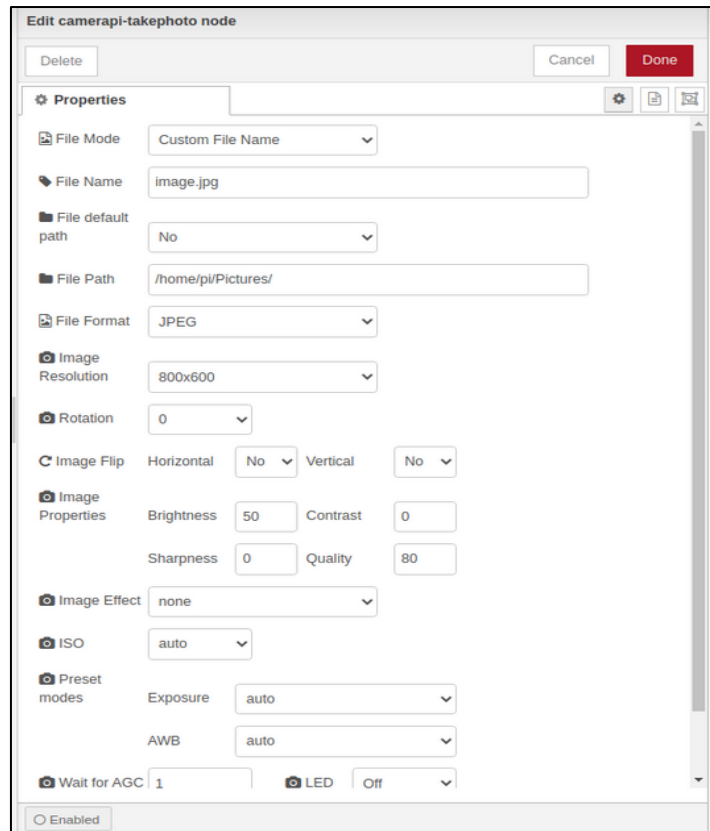 Edit camerapi-takephoto node
Delete Cancel Done
Properties
File Mode Custom File Name
File Name image.jpg
File default
path No
File Path /home/pi/Pictures/
File Format JPEG
Image
Resolution 800x600
Rotation 0
Image Flip Horizontal No Vertical No
Image
Properties Brightness 50 Contrast 0
Sharpness 0 Quality 80
Image Effect none
ISO auto
Preset
modes Exposure auto
AWB auto
Wait for AGC 1 LED Off
Enabled